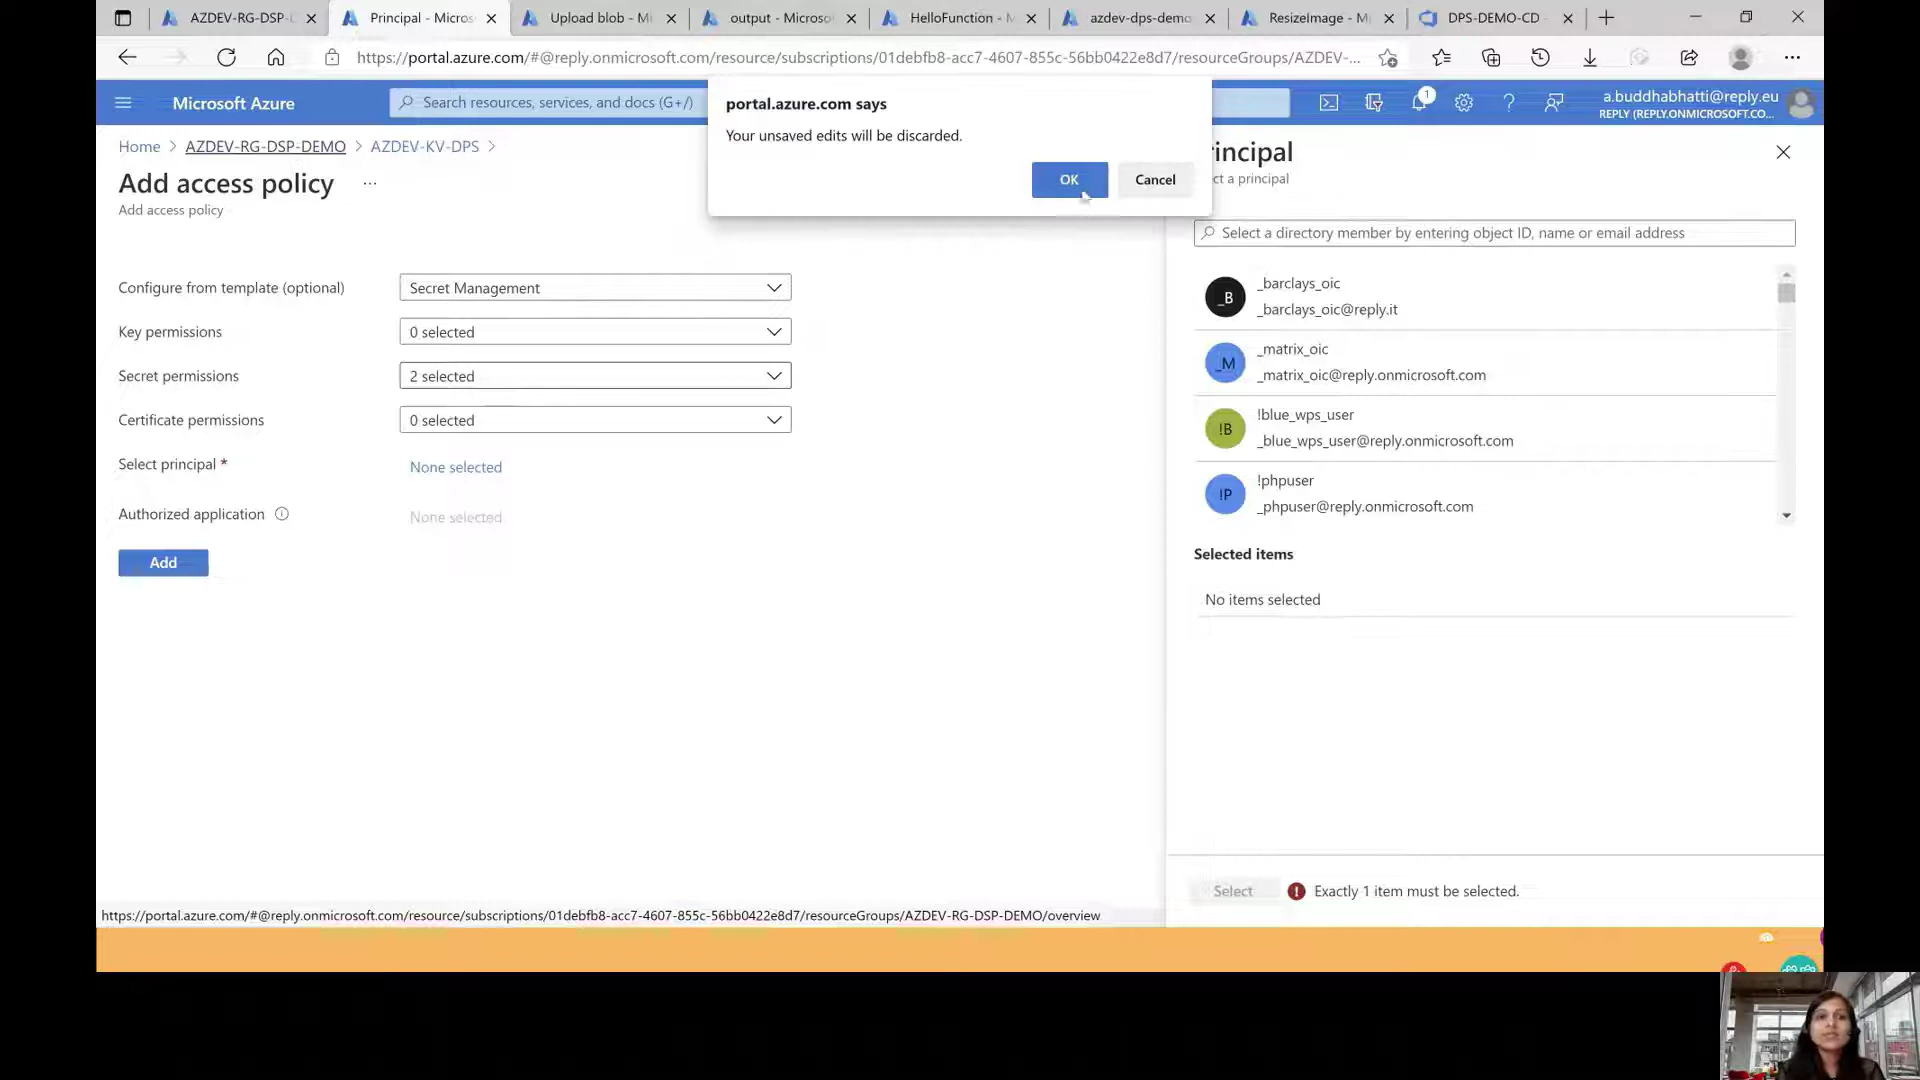 AZDEV-RG-DSP-D
Principal - Micros
Upload blob - Mi
output - Microso
HelloFunction - M
azdev-dps-demo
ResizeImage - Mi
DPS-DEMO-CD
https://portal.azure.com/#@reply.onmicrosoft.com/resource/subscriptions/01debfb8-acc7-4607-855c-56bb0422e8d7/resourceGroups/AZDEV-...
Microsoft Azure
Search resources, services, and docs (G+/)
1
a.buddhabhatti@reply.eu
REPLY (REPLY.ONMICROSOFT.CO...
portal.azure.com says
Your unsaved edits will be discarded.
OK
Cancel
Home > AZDEV-RG-DSP-DEMO > AZDEV-KV-DPS >
Add access policy ...
Add access policy
Configure from template (optional)
Secret Management
Key permissions
0 selected
Secret permissions
2 selected
Certificate permissions
0 selected
Select principal *
None selected
Authorized application
None selected
Add
rincipal
ct a principal
Select a directory member by entering object ID, name or email address
_B
_barclays_oic
_barclays_oic@reply.it
_M
_matrix_oic
_matrix_oic@reply.onmicrosoft.com
!B
!blue_wps_user
_blue_wps_user@reply.onmicrosoft.com
!P
!phpuser
_phpuser@reply.onmicrosoft.com
Selected items
No items selected
Select
Exactly 1 item must be selected.
https://portal.azure.com/#@reply.onmicrosoft.com/resource/subscriptions/01debfb8-acc7-4607-855c-56bb0422e8d7/resourceGroups/AZDEV-RG-DSP-DEMO/overview